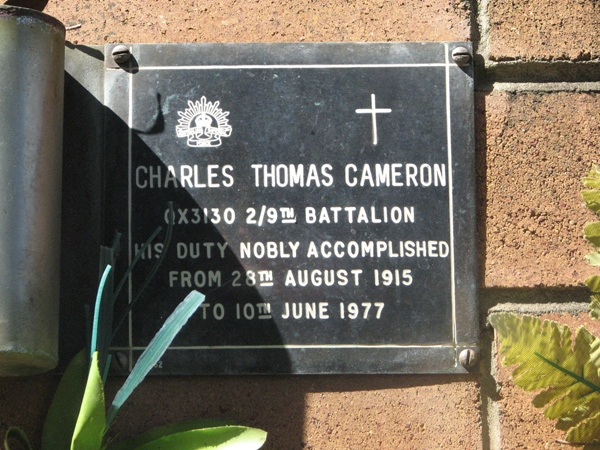 CHARLES THOMAS CAMERON
QX3130 2/9TH BATTALION
HIS DUTY NOBLY ACCOMPLISHED
FROM 28TH AUGUST 1915
TO 10TH JUNE 1977